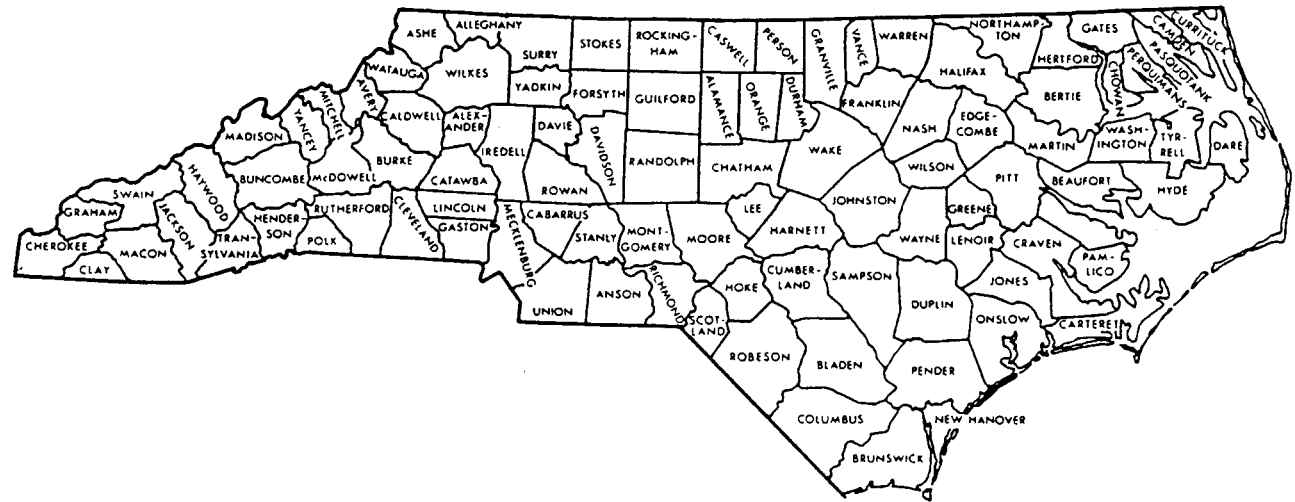 ASHE
ALLEGHANY
SURRY
STOKES
ROCKING-
HAM
CASWELL
PERSON
GRANVILLE
VANCE
WARREN
NORTHAMP-
TON
GATES
CURRITUCK
CAMDEN
PASQUOTANK
PERQUIMANS
CHOWAN
HERTFORD
HALIFAX
BERTIE
WATAUGA
WILKES
YADKIN
FORSYTH
GUILFORD
ALAMANCE
ORANGE
DURHAM
FRANKLIN
NASH
EDGE-
COMBE
MARTIN
WASH-
INGTON
TYR-
RELL
DARE
AVERY
MITCHELL
YANCEY
MADISON
CALDWELL
ALEX-
ANDER
IREDELL
DAVIE
DAVIDSON
RANDOLPH
CHATHAM
WAKE
WILSON
PITT
BEAUFORT
HYDE
HAYWOOD
BUNCOMBE
McDOWELL
BURKE
CATAWBA
ROWAN
SWAIN
GRAHAM
JACKSON
HENDER-
SON
RUTHERFORD
CLEVELAND
LINCOLN
GASTON
MECKLENBURG
CABARRUS
STANLY
MONT-
GOMERY
MOORE
LEE
HARNETT
JOHNSTON
GREENE
WAYNE
LENOIR
CRAVEN
PAM-
LICO
CHEROKEE
CLAY
MACON
TRAN-
SYLVANIA
POLK
UNION
ANSON
RICHMOND
SCOT-
LAND
HOKE
CUMBER-
LAND
SAMPSON
DUPLIN
JONES
ONSLOW
CARTERET
ROBESON
BLADEN
PENDER
COLUMBUS
NEW HANOVER
BRUNSWICK